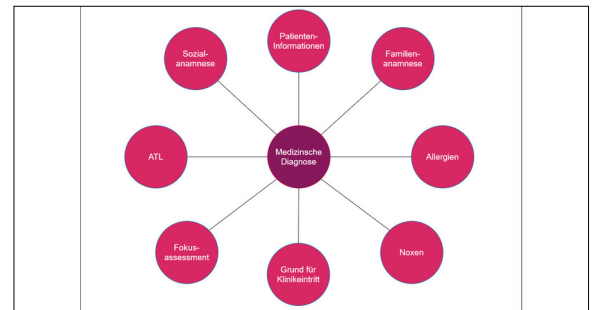 Patienten-
Informationen
Sozial-
anamnese
Familien-
anamnese
ATL
Medizinsche
Diagnose
Allergien
Fokus-
assessment
Noxen
Grund für
Klinikeintritt